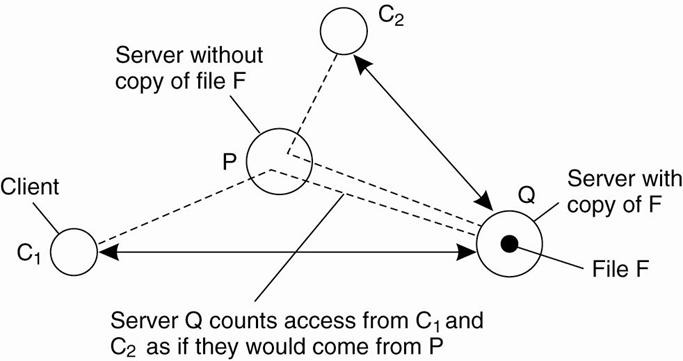 C2
Server without
copy of file F
P
Client
C1
Q
Server with
copy of F
File F
Server Q counts access from C1 and
C2 as if they would come from P